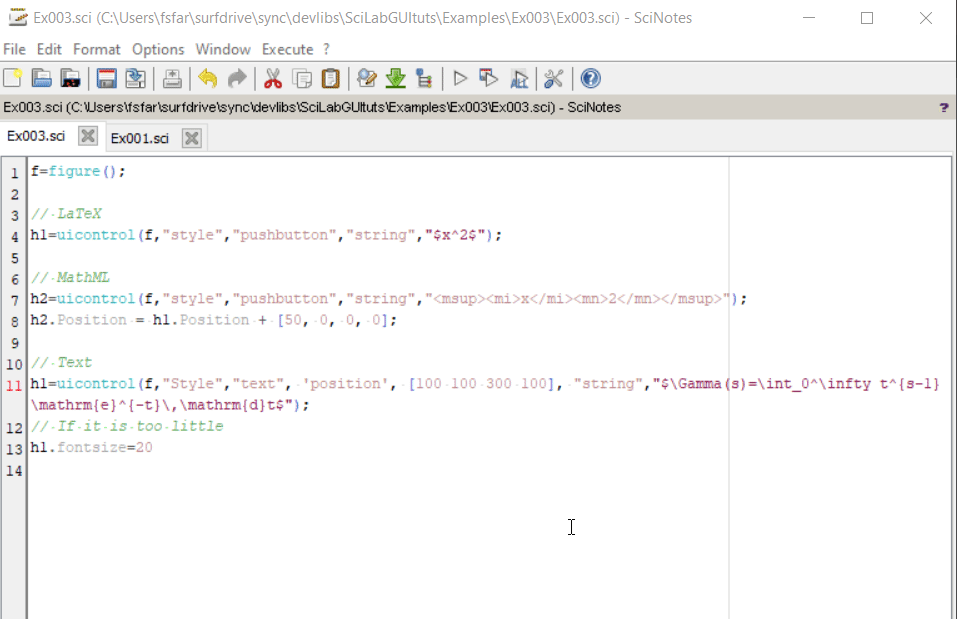 Ex003.sci (C:\Users\fsfar\surfdrive\sync\devlibs\SciLabGUItuts\Examples\Ex003\Ex003.sci) - SciNotes
File Edit Format Options Window Execute ?
Ex003.sci (C:\Users\fsfar\surfdrive\sync\devlibs\SciLabGUItuts\Examples\Ex003\Ex003.sci) - SciNotes ?
Ex003.sci Ex001.sci
1 f=figure();
2
3 // LaTeX
4 h1=uicontrol(f,"style","pushbutton","string","$x^2$");
5
6 // MathML
7 h2=uicontrol(f,"style","pushbutton","string","<msup><mi>x</mi><mn>2</mn></msup>");
8 h2.Position = h1.Position + [50, 0, 0, 0];
9
10 // Text
11 h1=uicontrol(f,"Style","text", 'position', [100 100 300 100], "string","$\Gamma(s)=\int_0^\infty t^{s-1}
\mathrm{e}^{-t}\,\mathrm{d}t$");
12 // If it is too little
13 h1.fontsize=20
14